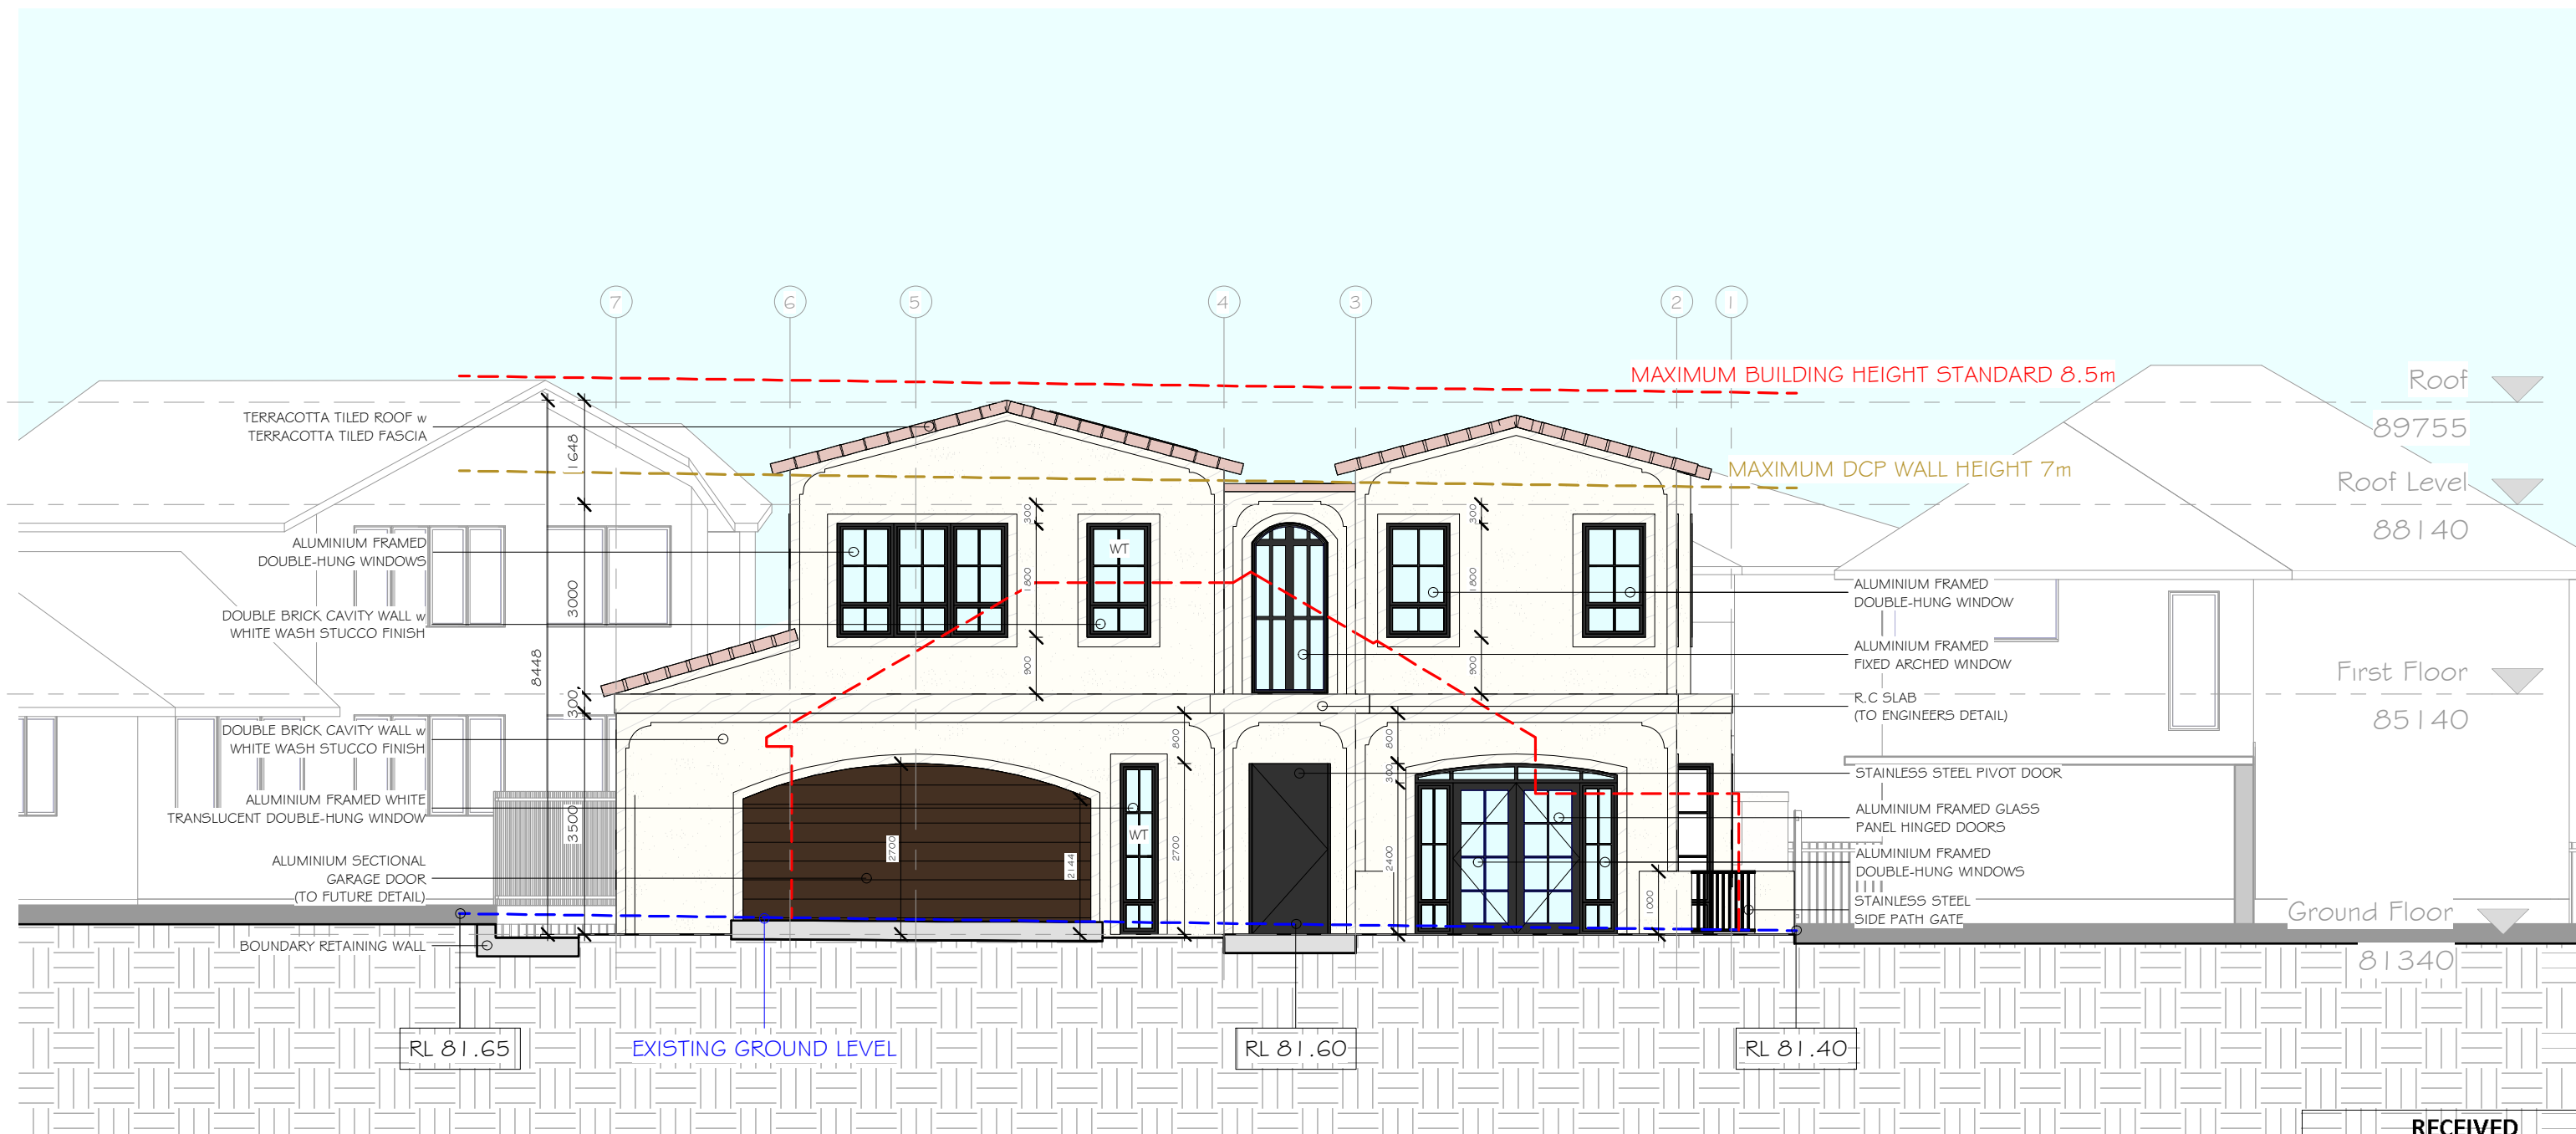 7
6
5
4
3
2
1
MAXIMUM BUILDING HEIGHT STANDARD 8.5m
Roof
89755
TERRACOTTA TILED ROOF w
TERRACOTTA TILED FASCIA
1648
MAXIMUM DCP WALL HEIGHT 7m
Roof Level
88140
300
300
ALUMINIUM FRAMED
DOUBLE-HUNG WINDOWS
WT
1800
1800
3000
DOUBLE BRICK CAVITY WALL w
WHITE WASH STUCCO FINISH
ALUMINIUM FRAMED
DOUBLE-HUNG WINDOW
ALUMINIUM FRAMED
FIXED ARCHED WINDOW
8448
900
900
First Floor
85140
300
R.C SLAB
(TO ENGINEERS DETAIL)
DOUBLE BRICK CAVITY WALL w
WHITE WASH STUCCO FINISH
800
800
300
STAINLESS STEEL PIVOT DOOR
ALUMINIUM FRAMED WHITE
TRANSLUCENT DOUBLE-HUNG WINDOW
3500
WT
ALUMINIUM FRAMED GLASS
PANEL HINGED DOORS
2700
2144
2700
2400
ALUMINIUM SECTIONAL
GARAGE DOOR
(TO FUTURE DETAIL)
ALUMINIUM FRAMED
DOUBLE-HUNG WINDOWS
1000
STAINLESS STEEL
SIDE PATH GATE
Ground Floor
81340
BOUNDARY RETAINING WALL
RL 81.65
EXISTING GROUND LEVEL
RL 81.60
RL 81.40
RECEIVED